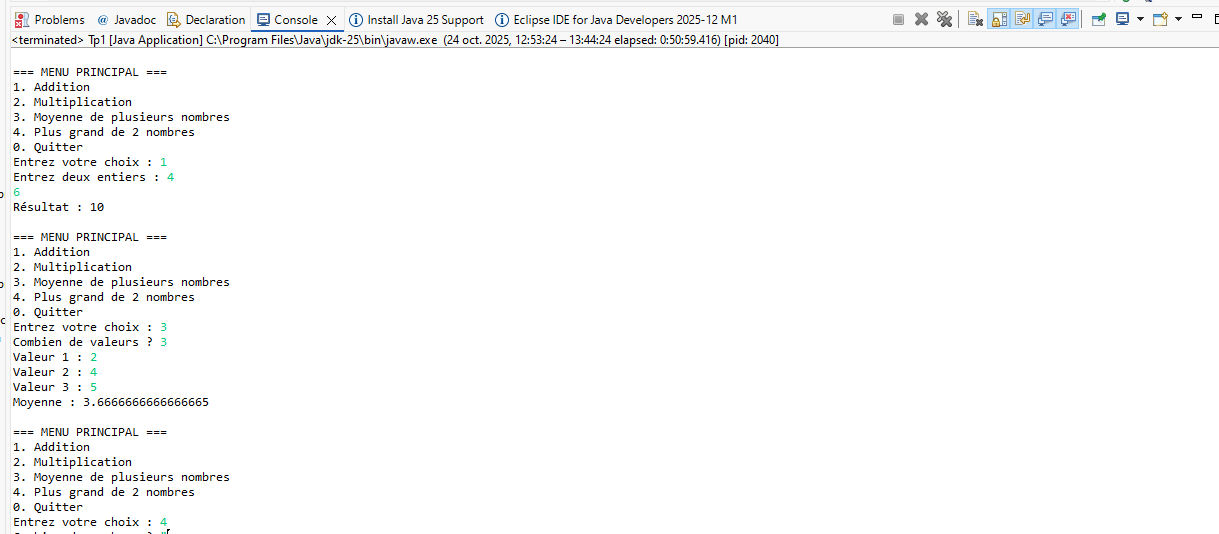 Problems @ Javadoc Declaration Console Install Java 25 Support Eclipse IDE for Java Developers 2025-12 M1
<terminated> Tp1 [Java Application] C:\Program Files\Java\jdk-25\bin\javaw.exe (24 oct. 2025, 12:53:24 – 13:44:24 elapsed: 0:50:59.416) [pid: 2040]
=== MENU PRINCIPAL ===
1. Addition
2. Multiplication
3. Moyenne de plusieurs nombres
4. Plus grand de 2 nombres
0. Quitter
Entrez votre choix : 1
Entrez deux entiers : 4
6
Résultat : 10
=== MENU PRINCIPAL ===
1. Addition
2. Multiplication
3. Moyenne de plusieurs nombres
4. Plus grand de 2 nombres
0. Quitter
Entrez votre choix : 3
Combien de valeurs ? 3
Valeur 1 : 2
Valeur 2 : 4
Valeur 3 : 5
Moyenne : 3.6666666666666665
=== MENU PRINCIPAL ===
1. Addition
2. Multiplication
3. Moyenne de plusieurs nombres
4. Plus grand de 2 nombres
0. Quitter
Entrez votre choix : 4